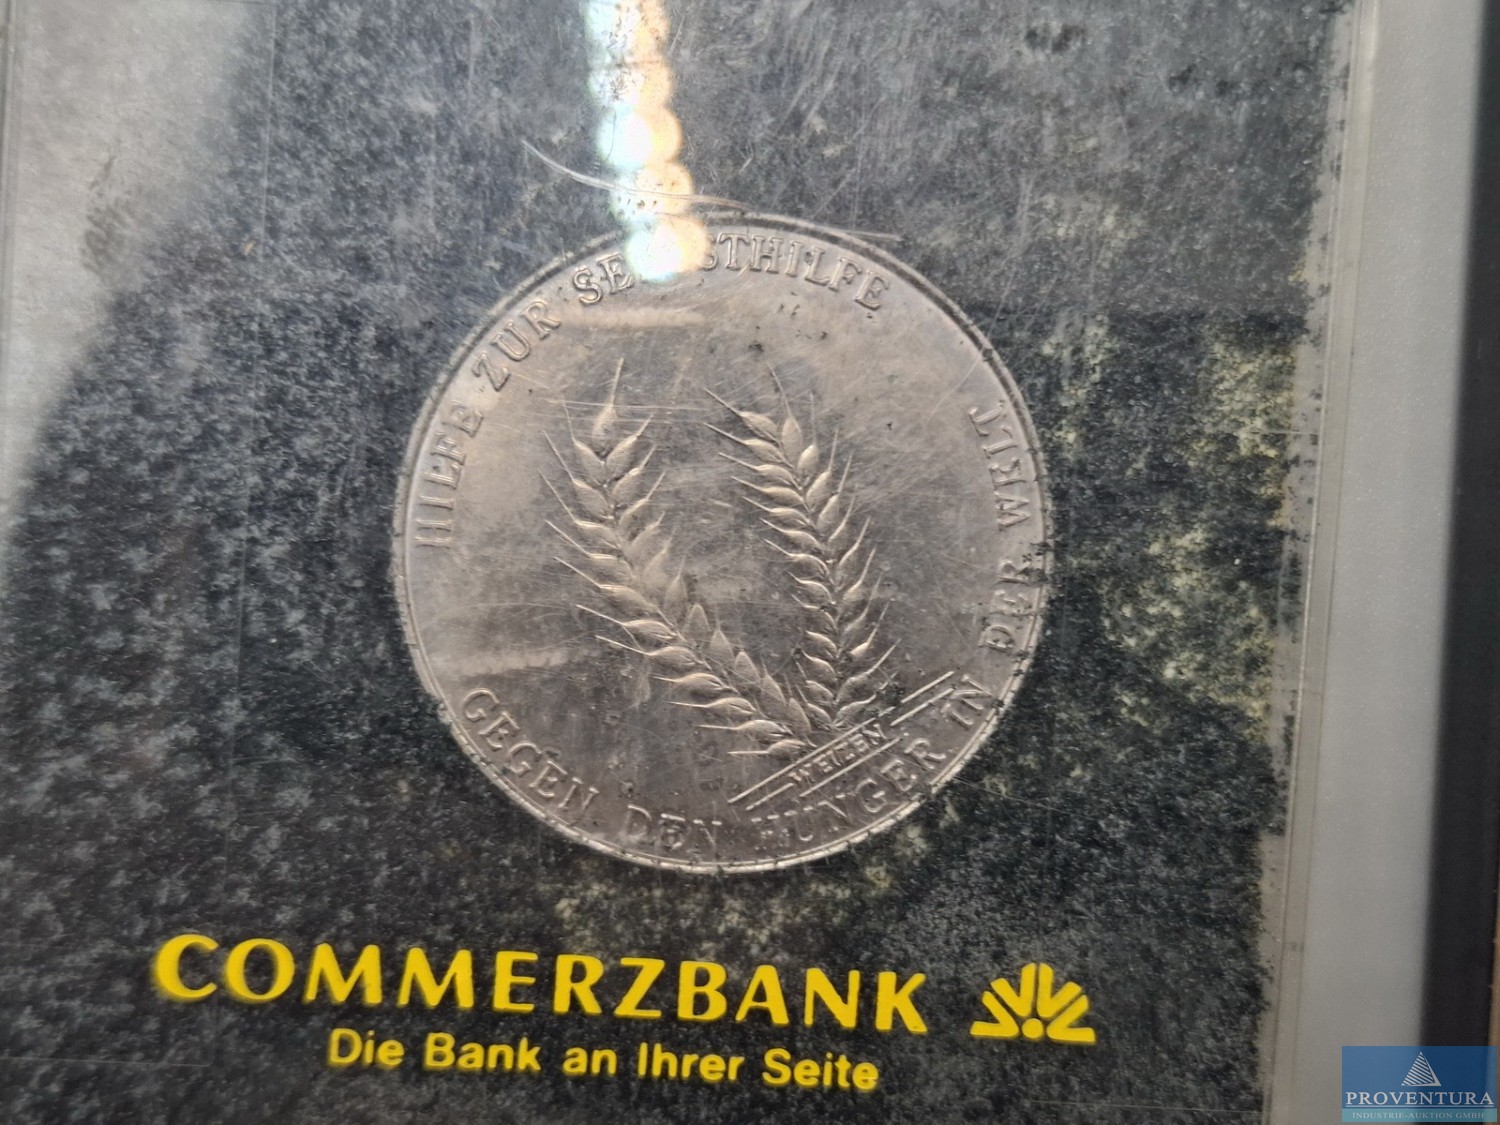 HILFE ZUR SELBSTHILFE
GEGEN DEN HUNGER IN DER WELT
WEIZEN
COMMERZBANK
Die Bank an Ihrer Seite
PROVENTURA
INDUSTRIE-AUKTION GMBH